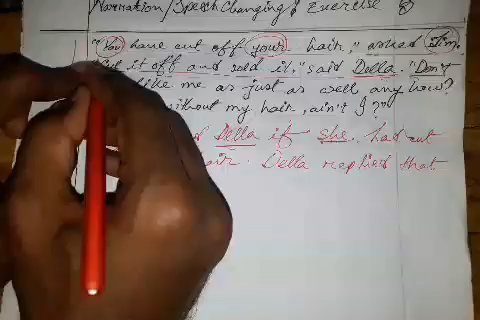 Narration/Speech Changing & Exercise 8
"You have cut off your hair," asked Jim.
Cut it off and sold it," said Della. "Don't
like me as just as well any how?
without my hair, ain't I?"
Della if she had cut
Della replied that